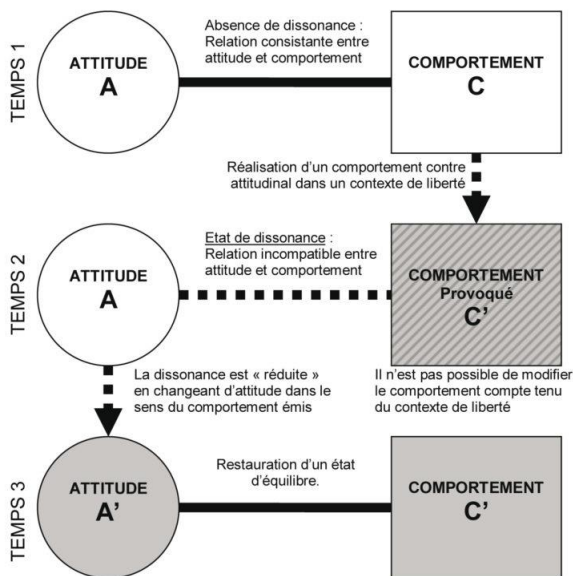 TEMPS 1
ATTITUDE
A
Absence de dissonance :
Relation consistante entre
attitude et comportement
COMPORTEMENT
C
Réalisation d'un comportement contre
attitudinal dans un contexte de liberté
TEMPS 2
ATTITUDE
A
Etat de dissonance :
Relation incompatible entre
attitude et comportement
COMPORTEMENT
Provoqué
C'
La dissonance est « réduite »
en changeant d'attitude dans le
sens du comportement émis
Il n'est pas possible de modifier
le comportement compte tenu
du contexte de liberté
TEMPS 3
ATTITUDE
A'
Restauration d'un état
d'équilibre.
COMPORTEMENT
C'